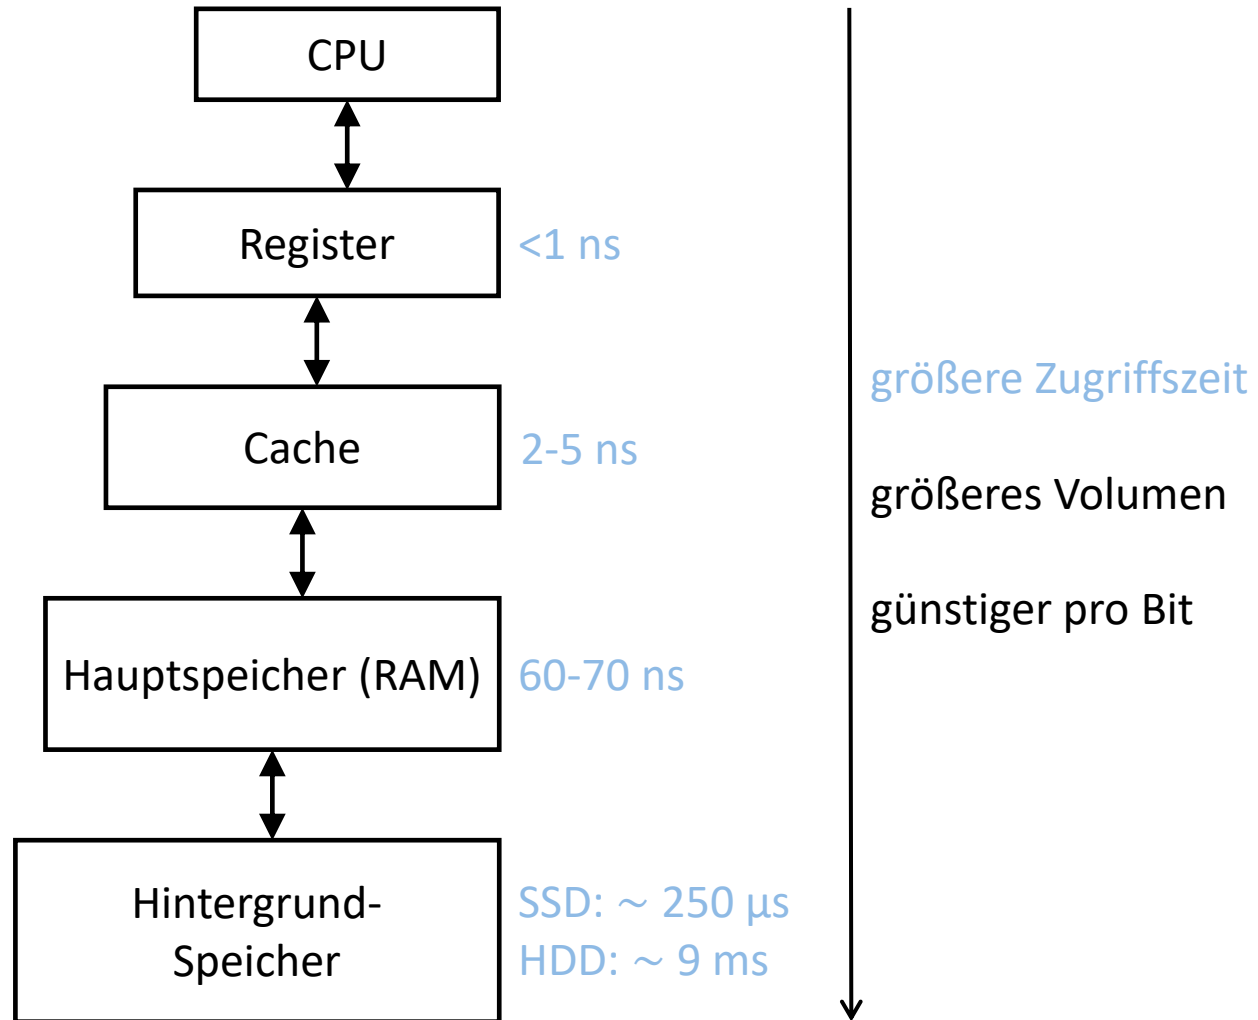 CPU
Register
<1 ns
Cache
2-5 ns
Hauptspeicher (RAM)
60-70 ns
Hintergrund-
Speicher
SSD: ~ 250 μs
HDD: ~ 9 ms
größere Zugriffszeit
größeres Volumen
günstiger pro Bit